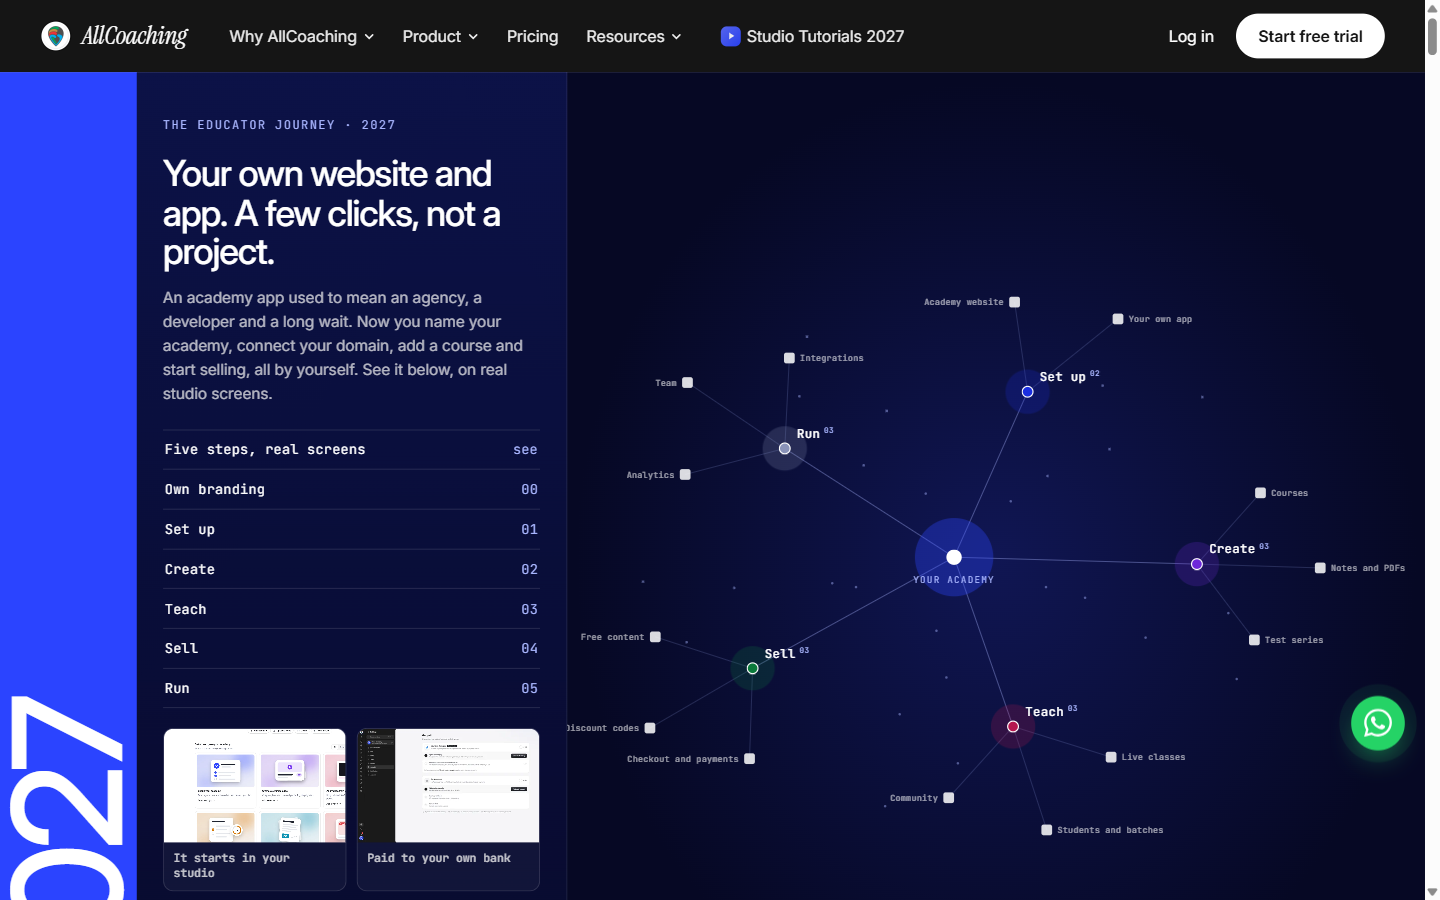 AllCoaching
Why AllCoaching
Product
Pricing
Resources
Studio Tutorials 2027
Log in
Start free trial
027
THE EDUCATOR JOURNEY · 2027
Your own website and
app. A few clicks, not a
project.
An academy app used to mean an agency, a
developer and a long wait. Now you name your
academy, connect your domain, add a course and
start selling, all by yourself. See it below, on real
studio screens.
Five steps, real screens see
Own branding 00
Set up 01
Create 02
Teach 03
Sell 04
Run 05
It starts in your
studio
Paid to your own bank
Academy website
Your own app
Integrations
Team
Set up 02
Run 03
Analytics
Courses
Create 03
Notes and PDFs
YOUR ACADEMY
Free content
Test series
Sell 03
Teach 03
Discount codes
Checkout and payments
Live classes
Community
Students and batches